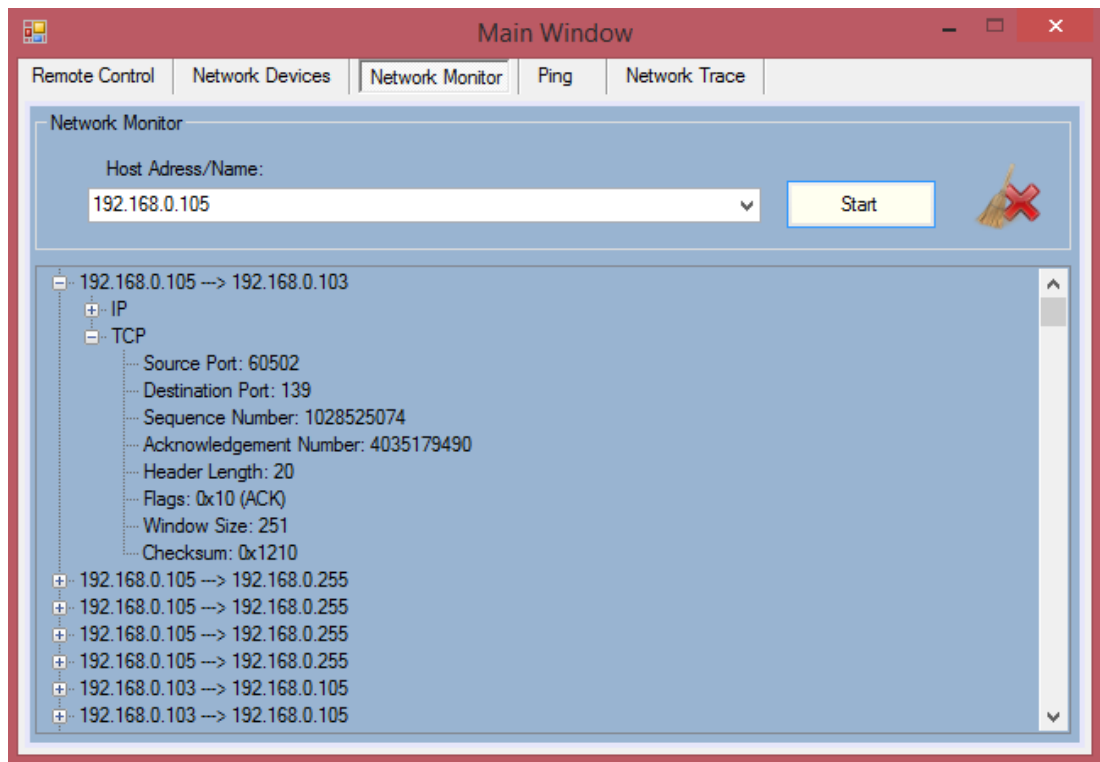 Main Window
Remote Control Network Devices Network Monitor Ping Network Trace
Network Monitor
Host Adress/Name:
192.168.0.105 Start
192.168.0.105 ---> 192.168.0.103
IP
TCP
Source Port: 60502
Destination Port: 139
Sequence Number: 1028525074
Acknowledgement Number: 4035179490
Header Length: 20
Flags: 0x10 (ACK)
Window Size: 251
Checksum: 0x1210
192.168.0.105 ---> 192.168.0.255
192.168.0.105 ---> 192.168.0.255
192.168.0.105 ---> 192.168.0.255
192.168.0.105 ---> 192.168.0.255
192.168.0.103 ---> 192.168.0.105
192.168.0.103 ---> 192.168.0.105